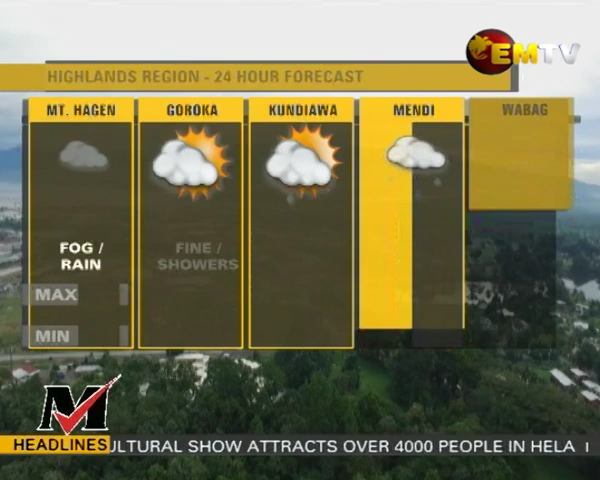 EMTV
HIGHLANDS REGION - 24 HOUR FORECAST
MT. HAGEN
GOROKA
KUNDIAWA
MENDI
WABAG
FOG /
RAIN
FINE /
SHOWERS
MAX
MIN
M
HEADLINES
ULTURAL SHOW ATTRACTS OVER 4000 PEOPLE IN HELA